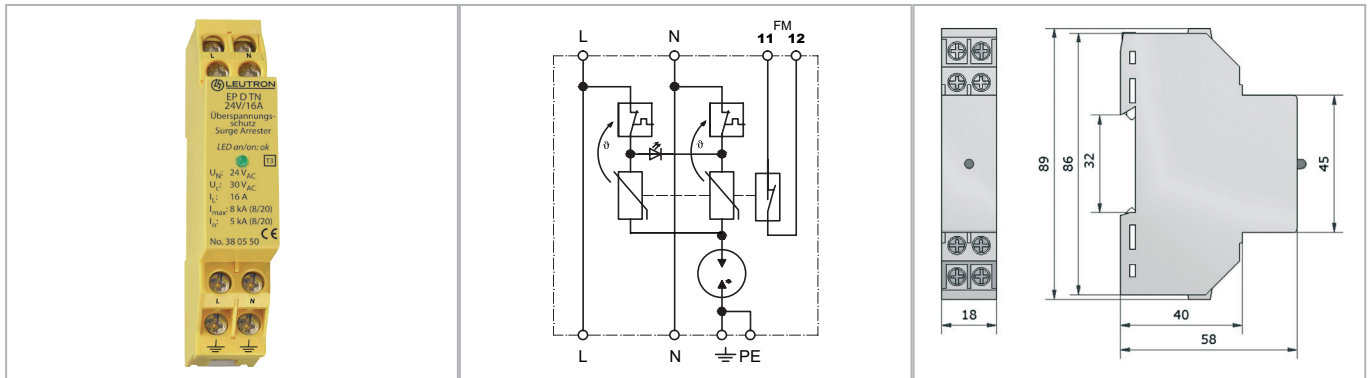 L N
LEUTRON
EP D TN
24V/16A
Überspannungs-
schutz
Surge Arrester
LED an/on: ok
T3
UN: 24 VAC
UC: 30 VAC
IL: 16 A
Imax: 8 kA (8/20)
In: 5 kA (8/20)
CE
No. 38 05 50
L N
L N FM
11 12
ϑ ϑ
L N PE
89
86
32
45
18
40
58